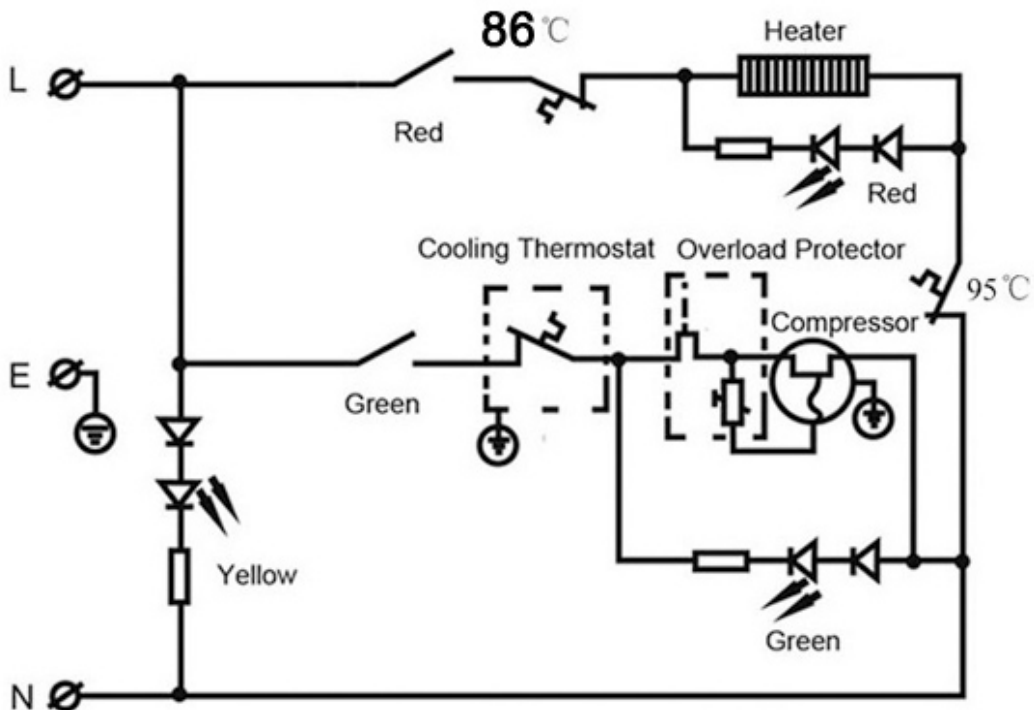 86℃
Heater
L
Red
Red
Cooling Thermostat
Overload Protector
95℃
Compressor
E
Green
Yellow
Green
N